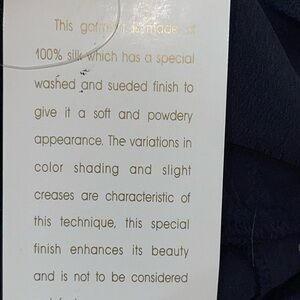 This garment is made of
100% silk which has a special
washed and sueded finish to
give it a soft and powdery
appearance. The variations in
color shading and slight
creases are characteristic of
this technique, this special
finish enhances its beauty
and is not to be considered